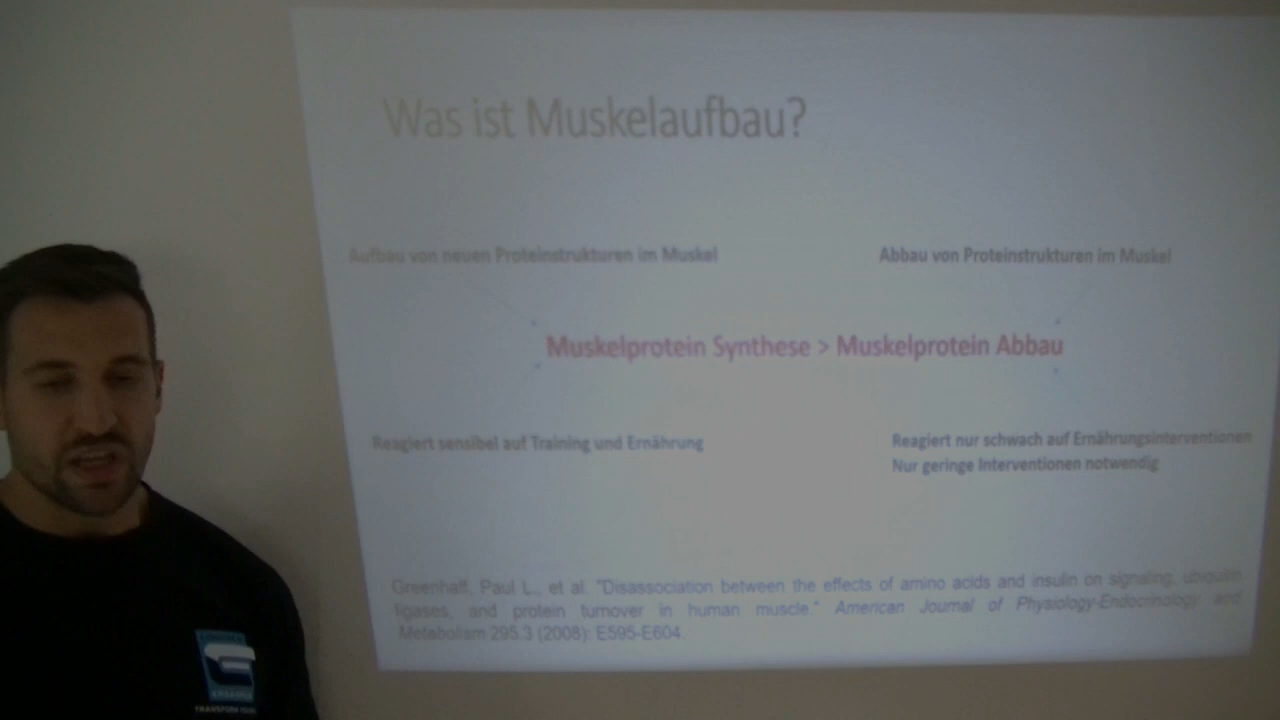 Was ist Muskelaufbau?
Aufbau von neuen Proteinstrukturen im Muskel
Abbau von Proteinstrukturen im Muskel
Muskelprotein Synthese > Muskelprotein Abbau
Reagiert sensibel auf Training und Ernährung
Reagiert nur schwach auf Ernährungsinterventionen
Nur geringe Interventionen notwendig
Greenhaff, Paul L., et al. "Disassociation between the effects of amino acids and insulin on signaling, ubiquitin
ligases, and protein turnover in human muscle." American Journal of Physiology-Endocrinology and
Metabolism 295.3 (2008): E595-E604.